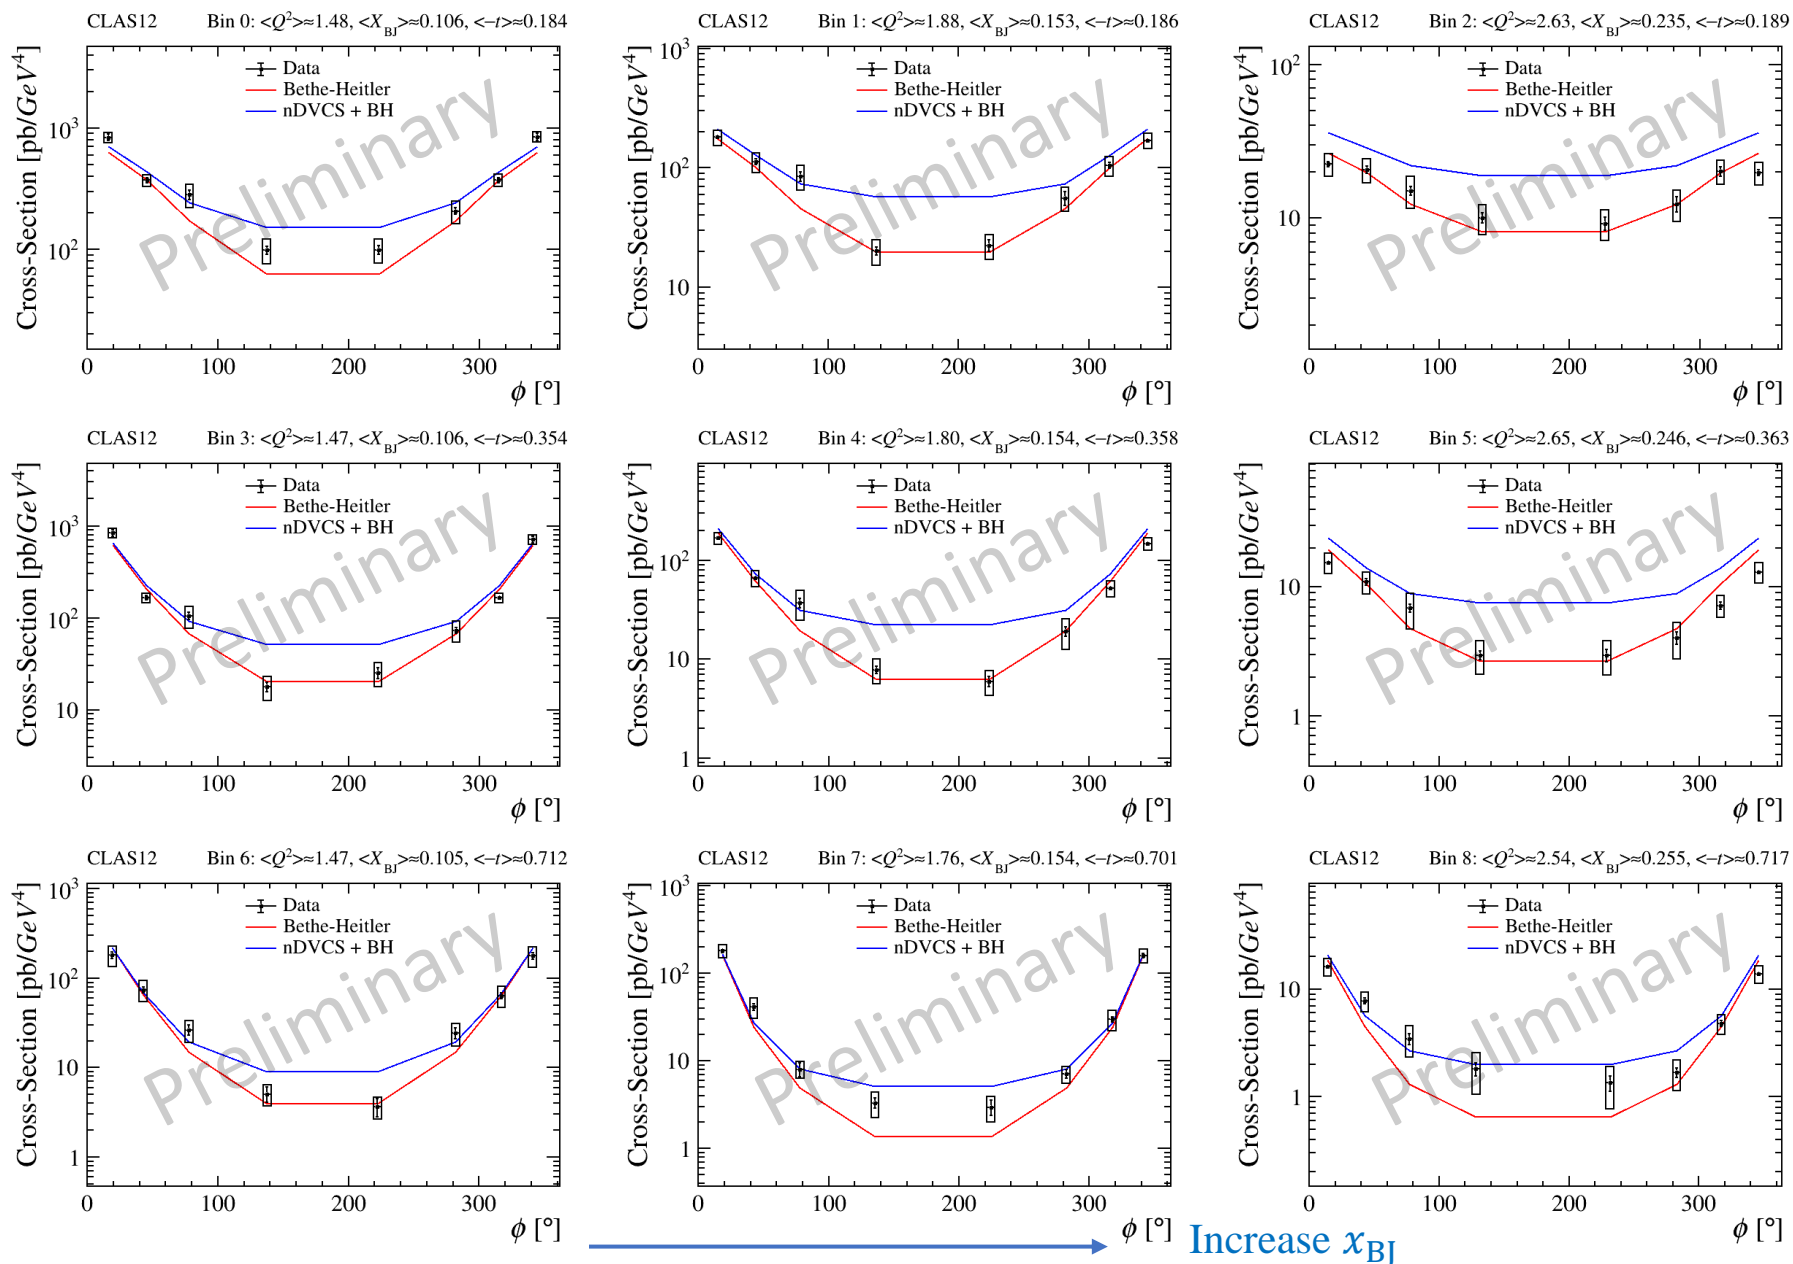 CLAS12 Bin 0: <Q²>≈1.48, <X_BJ>≈0.106, <−t>≈0.184
Cross-Section [pb/GeV⁴]
Data
Bethe-Heitler
nDVCS + BH
Preliminary
10³
10²
0 100 200 300
ϕ [°]
CLAS12 Bin 1: <Q²>≈1.88, <X_BJ>≈0.153, <−t>≈0.186
Cross-Section [pb/GeV⁴]
Data
Bethe-Heitler
nDVCS + BH
Preliminary
10³
10²
10
0 100 200 300
ϕ [°]
CLAS12 Bin 2: <Q²>≈2.63, <X_BJ>≈0.235, <−t>≈0.189
Cross-Section [pb/GeV⁴]
Data
Bethe-Heitler
nDVCS + BH
Preliminary
10²
10
0 100 200 300
ϕ [°]
CLAS12 Bin 3: <Q²>≈1.47, <X_BJ>≈0.106, <−t>≈0.354
Cross-Section [pb/GeV⁴]
Data
Bethe-Heitler
nDVCS + BH
Preliminary
10³
10²
10
0 100 200 300
ϕ [°]
CLAS12 Bin 4: <Q²>≈1.80, <X_BJ>≈0.154, <−t>≈0.358
Cross-Section [pb/GeV⁴]
Data
Bethe-Heitler
nDVCS + BH
Preliminary
10²
10
1
0 100 200 300
ϕ [°]
CLAS12 Bin 5: <Q²>≈2.65, <X_BJ>≈0.246, <−t>≈0.363
Cross-Section [pb/GeV⁴]
Data
Bethe-Heitler
nDVCS + BH
Preliminary
10
1
0 100 200 300
ϕ [°]
CLAS12 Bin 6: <Q²>≈1.47, <X_BJ>≈0.105, <−t>≈0.712
Cross-Section [pb/GeV⁴]
Data
Bethe-Heitler
nDVCS + BH
Preliminary
10³
10²
10
1
0 100 200 300
ϕ [°]
CLAS12 Bin 7: <Q²>≈1.76, <X_BJ>≈0.154, <−t>≈0.701
Cross-Section [pb/GeV⁴]
Data
Bethe-Heitler
nDVCS + BH
Preliminary
10³
10²
10
1
0 100 200 300
ϕ [°]
CLAS12 Bin 8: <Q²>≈2.54, <X_BJ>≈0.255, <−t>≈0.717
Cross-Section [pb/GeV⁴]
Data
Bethe-Heitler
nDVCS + BH
Preliminary
10
1
0 100 200 300
ϕ [°]
Increase x_BJ